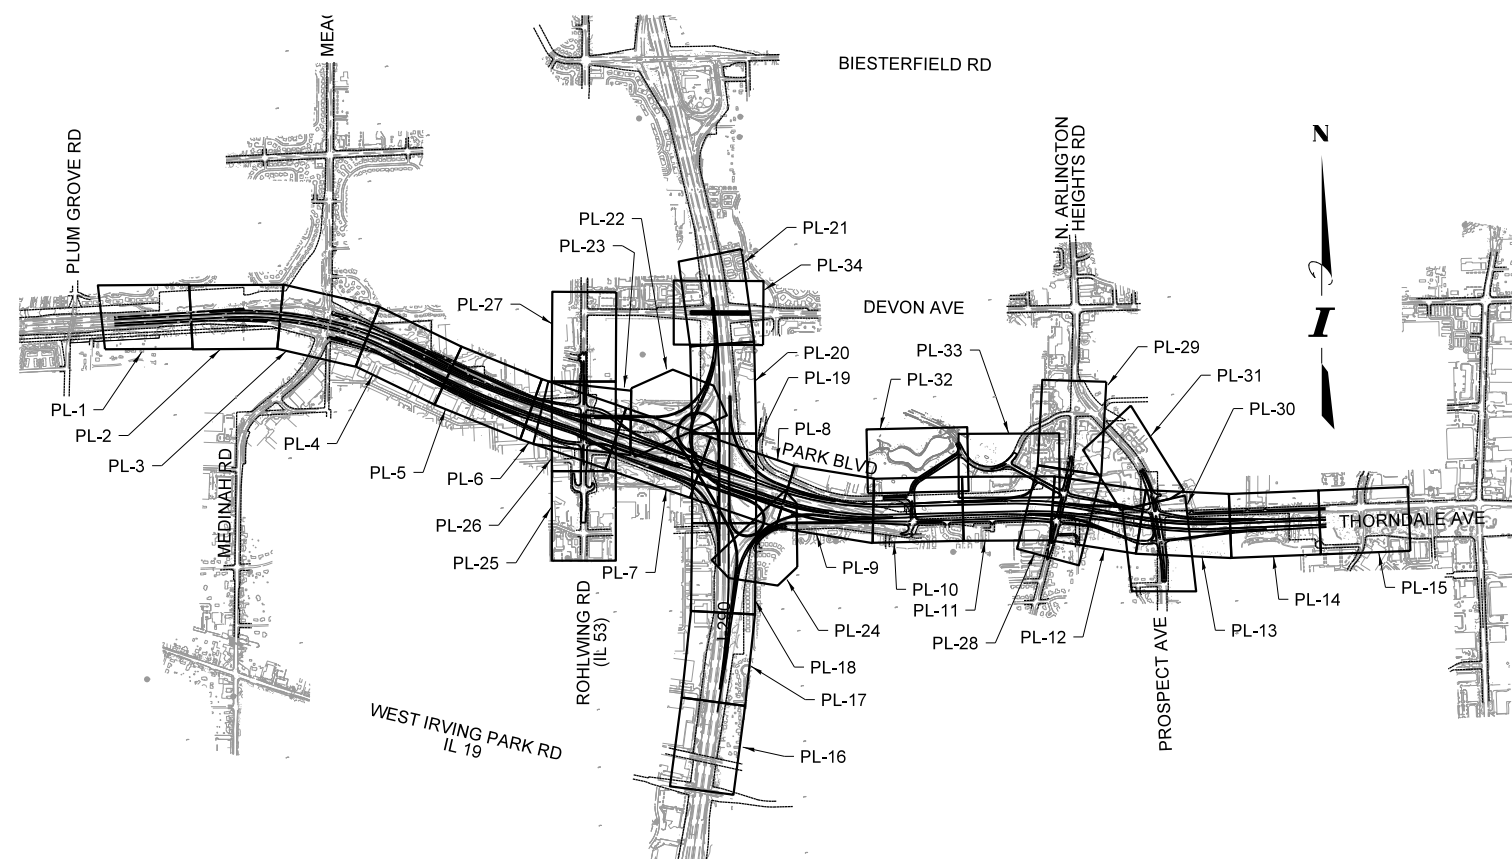 MEAC
BIESTERFIELD RD
PLUM GROVE RD
N. ARLINGTON
HEIGHTS RD
N
PL-22
PL-23
PL-21
PL-34
PL-27
DEVON AVE
PL-20
PL-19
PL-33
PL-32
PL-29
PL-31
PL-30
PL-1
PL-2
PL-3
PL-4
PL-5
PL-6
PL-8
PARK BLVD
MEDINAH RD
PL-26
PL-25
PL-7
PL-9
PL-10
PL-11
PL-28
PL-12
PL-13
PL-14
PL-15
THORNDALE AVE
ROHLWING RD
(IL 53)
I-290
PL-24
PL-18
PL-17
PL-16
PROSPECT AVE
WEST IRVING PARK RD
IL 19